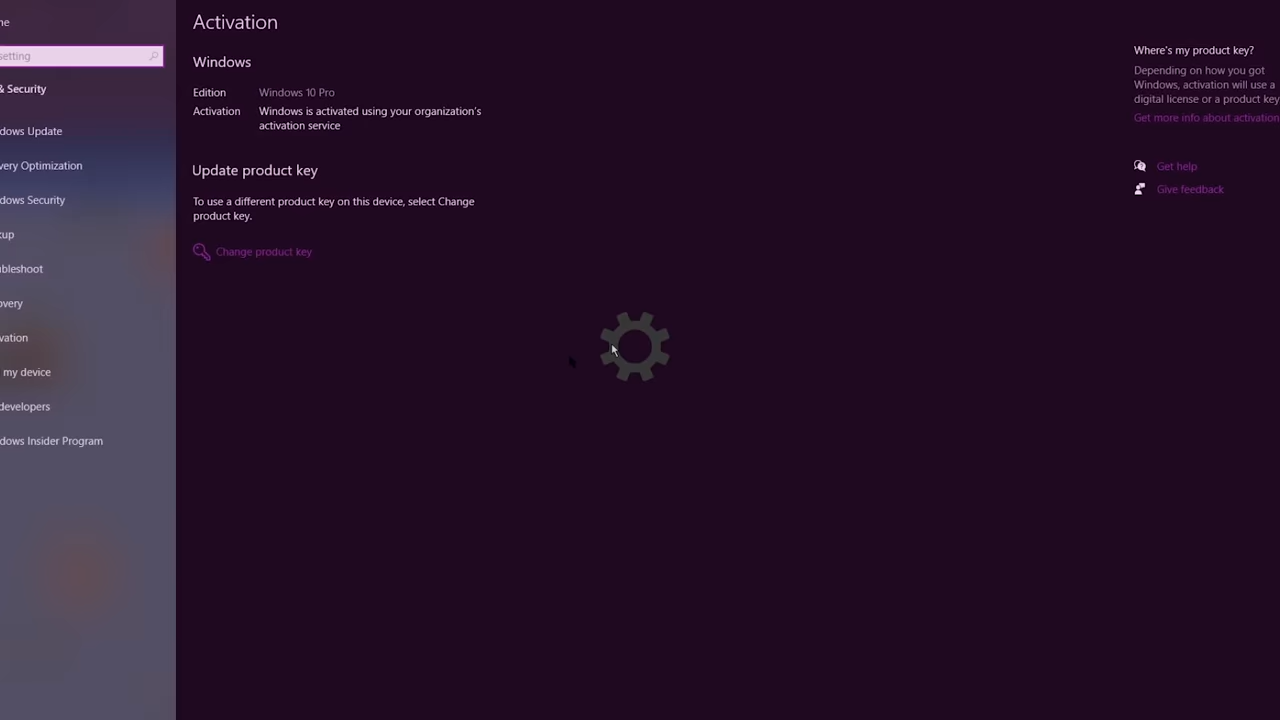 ne
Activation
setting
Windows
Where's my product key?
Depending on how you got
Windows, activation will use a
digital license or a product key
Get more info about activation
& Security
Edition Windows 10 Pro
Activation Windows is activated using your organization's
activation service
dows Update
very Optimization
Update product key
Get help
Give feedback
dows Security
To use a different product key on this device, select Change
product key.
kup
Change product key
ubleshoot
overy
vation
my device
developers
dows Insider Program